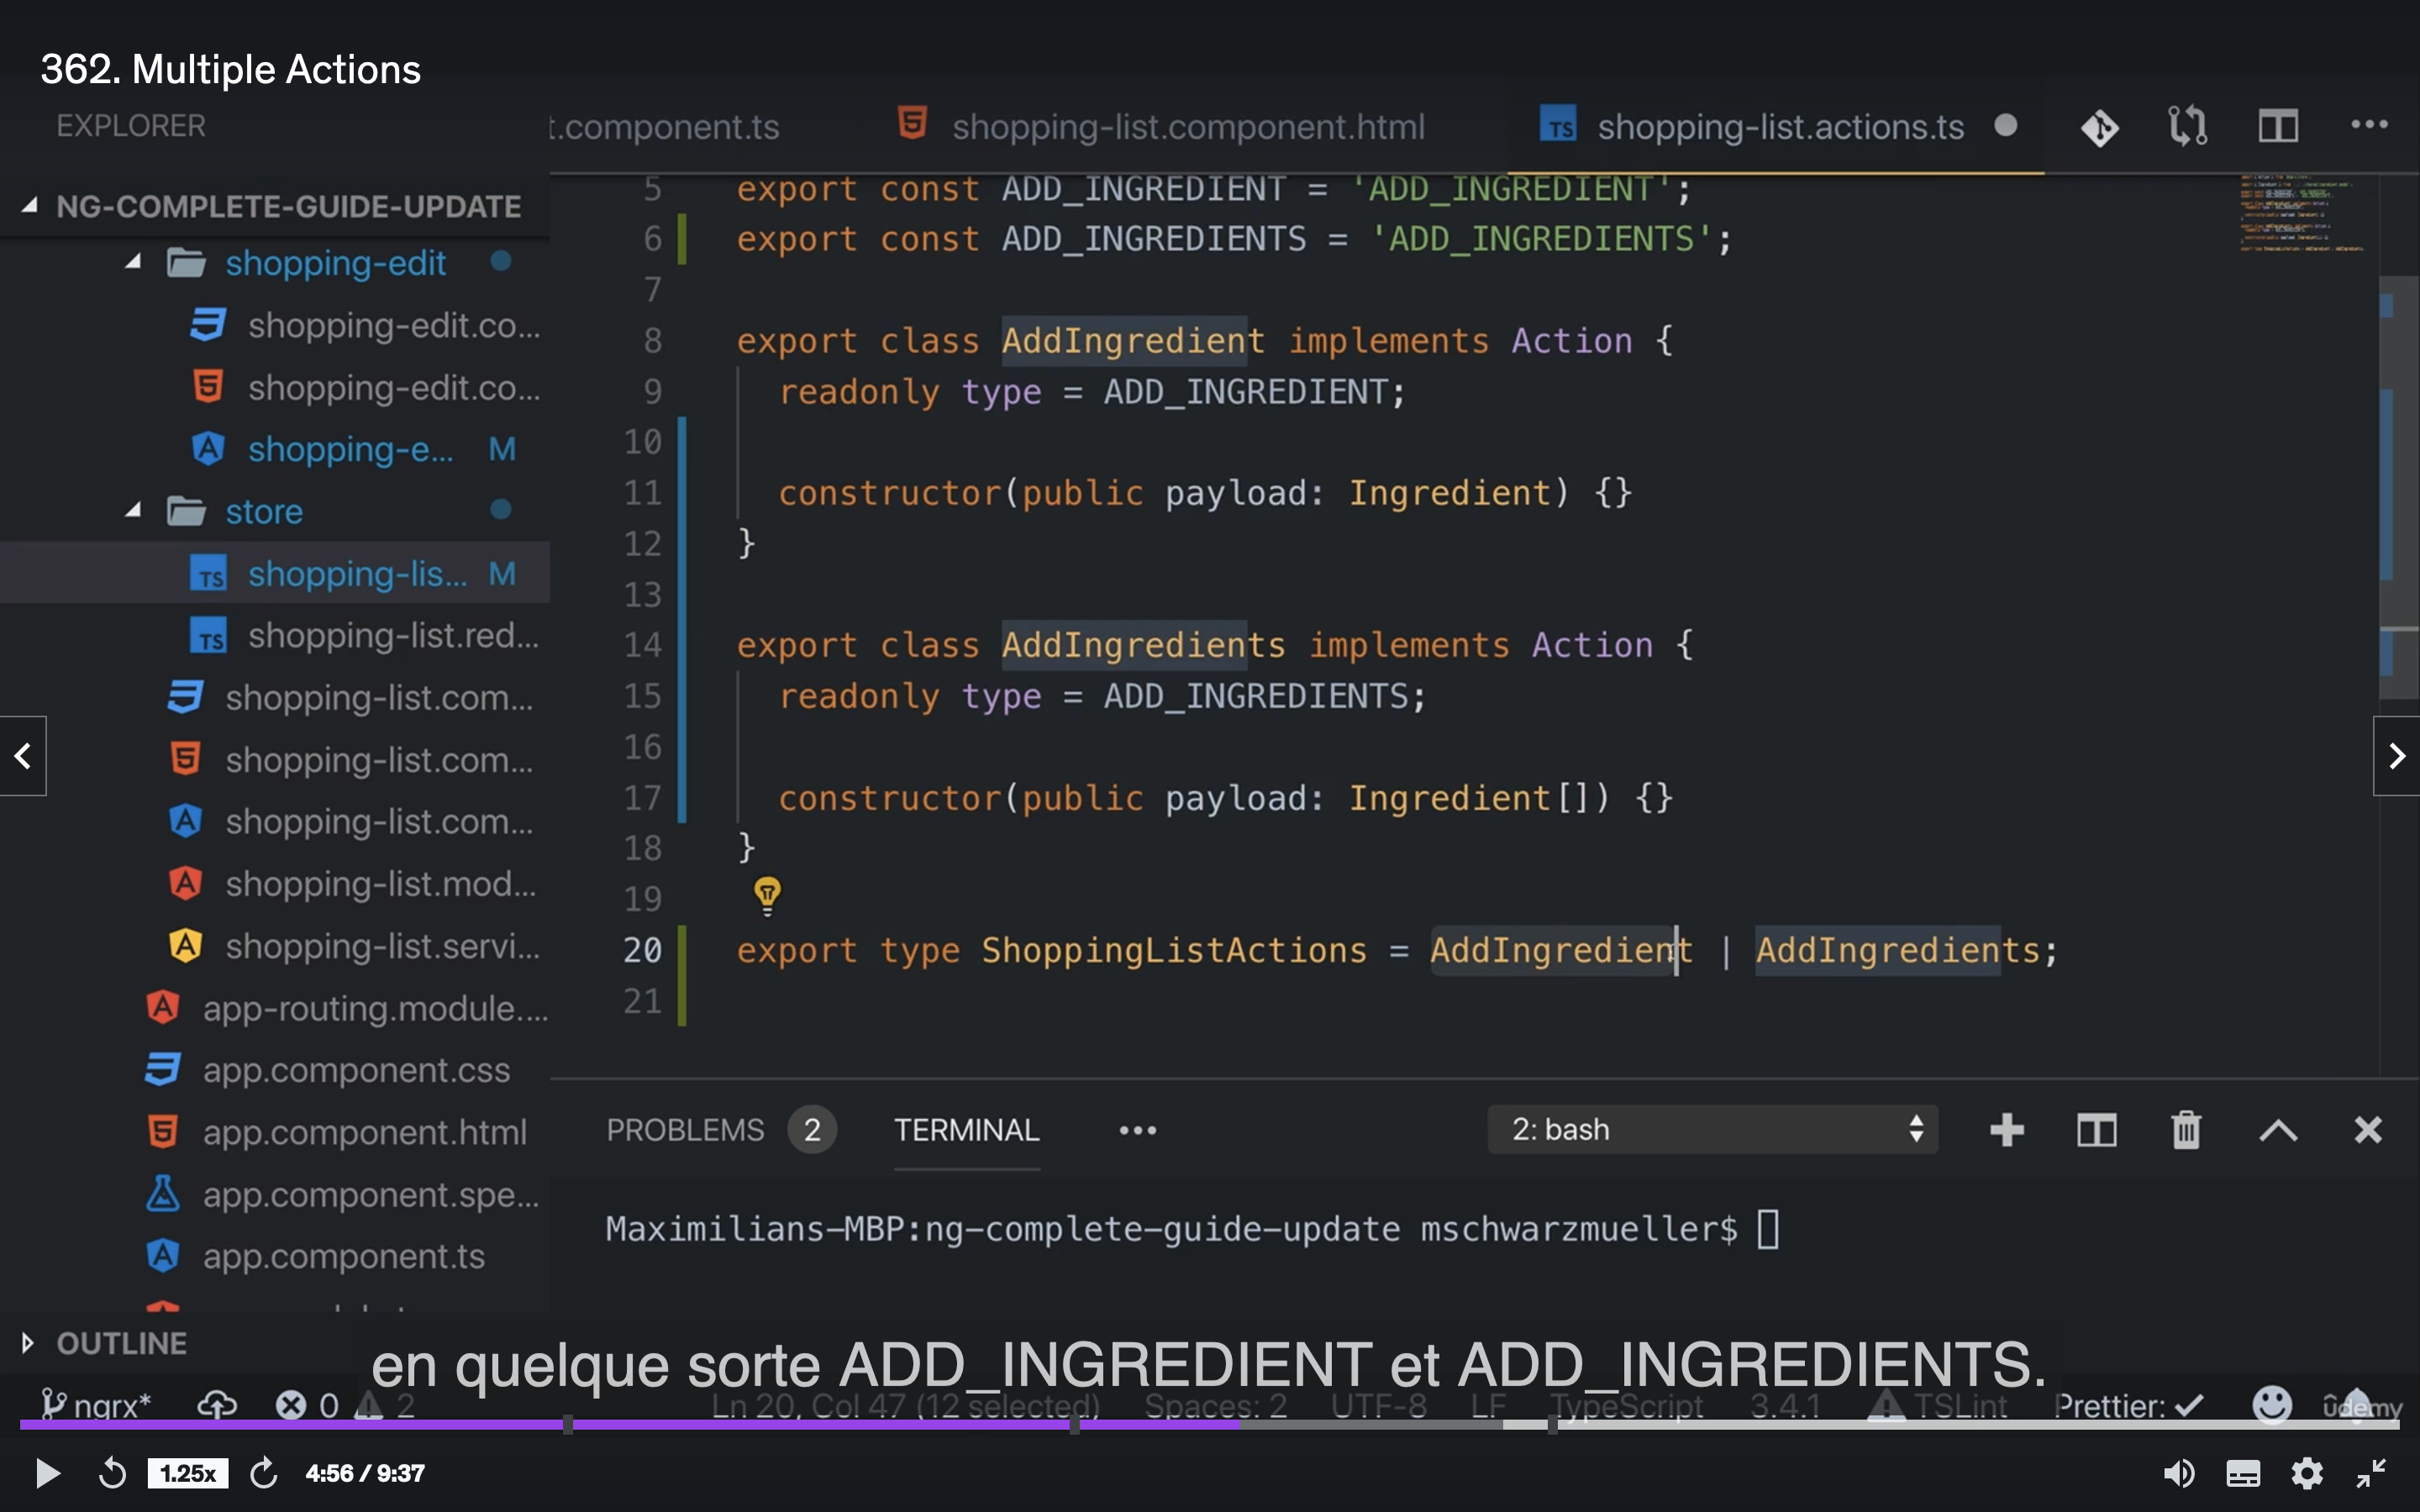 362. Multiple Actions
EXPLORER
t.component.ts
shopping-list.component.html
TS shopping-list.actions.ts
NG-COMPLETE-GUIDE-UPDATE
shopping-edit
shopping-edit.co...
shopping-edit.co...
shopping-e... M
store
TS shopping-lis... M
TS shopping-list.red...
shopping-list.com...
shopping-list.com...
shopping-list.com...
shopping-list.mod...
shopping-list.servi...
app-routing.module....
app.component.css
app.component.html
app.component.spe...
app.component.ts
OUTLINE
5 export const ADD_INGREDIENT = 'ADD_INGREDIENT';
6 export const ADD_INGREDIENTS = 'ADD_INGREDIENTS';
7
8 export class AddIngredient implements Action {
9 readonly type = ADD_INGREDIENT;
10
11 constructor(public payload: Ingredient) {}
12 }
13
14 export class AddIngredients implements Action {
15 readonly type = ADD_INGREDIENTS;
16
17 constructor(public payload: Ingredient[]) {}
18 }
19
20 export type ShoppingListActions = AddIngredient | AddIngredients;
21
PROBLEMS 2 TERMINAL
2: bash
Maximilians-MBP:ng-complete-guide-update mschwarzmueller$
en quelque sorte ADD_INGREDIENT et ADD_INGREDIENTS.
ngrx* 0 2 Ln 20, Col 47 (12 selected) Spaces: 2 UTF-8 LF TypeScript 3.4.1 TSLint Prettier: ✓ ûdemy
1.25x 4:56 / 9:37